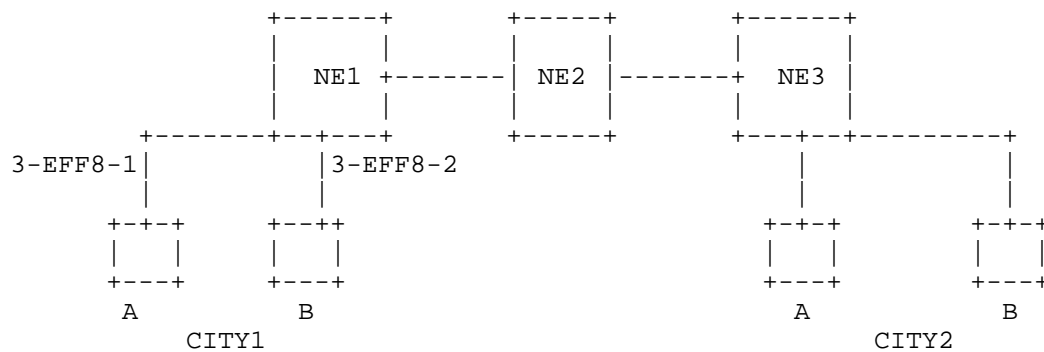 NE1 NE2 NE3
3-EFF8-1 3-EFF8-2
A B A B
CITY1 CITY2